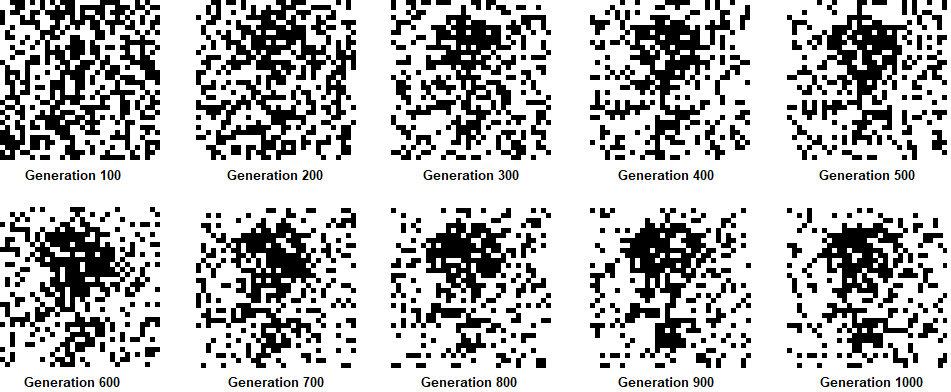 Generation 100
Generation 200
Generation 300
Generation 400
Generation 500
Generation 600
Generation 700
Generation 800
Generation 900
Generation 1000